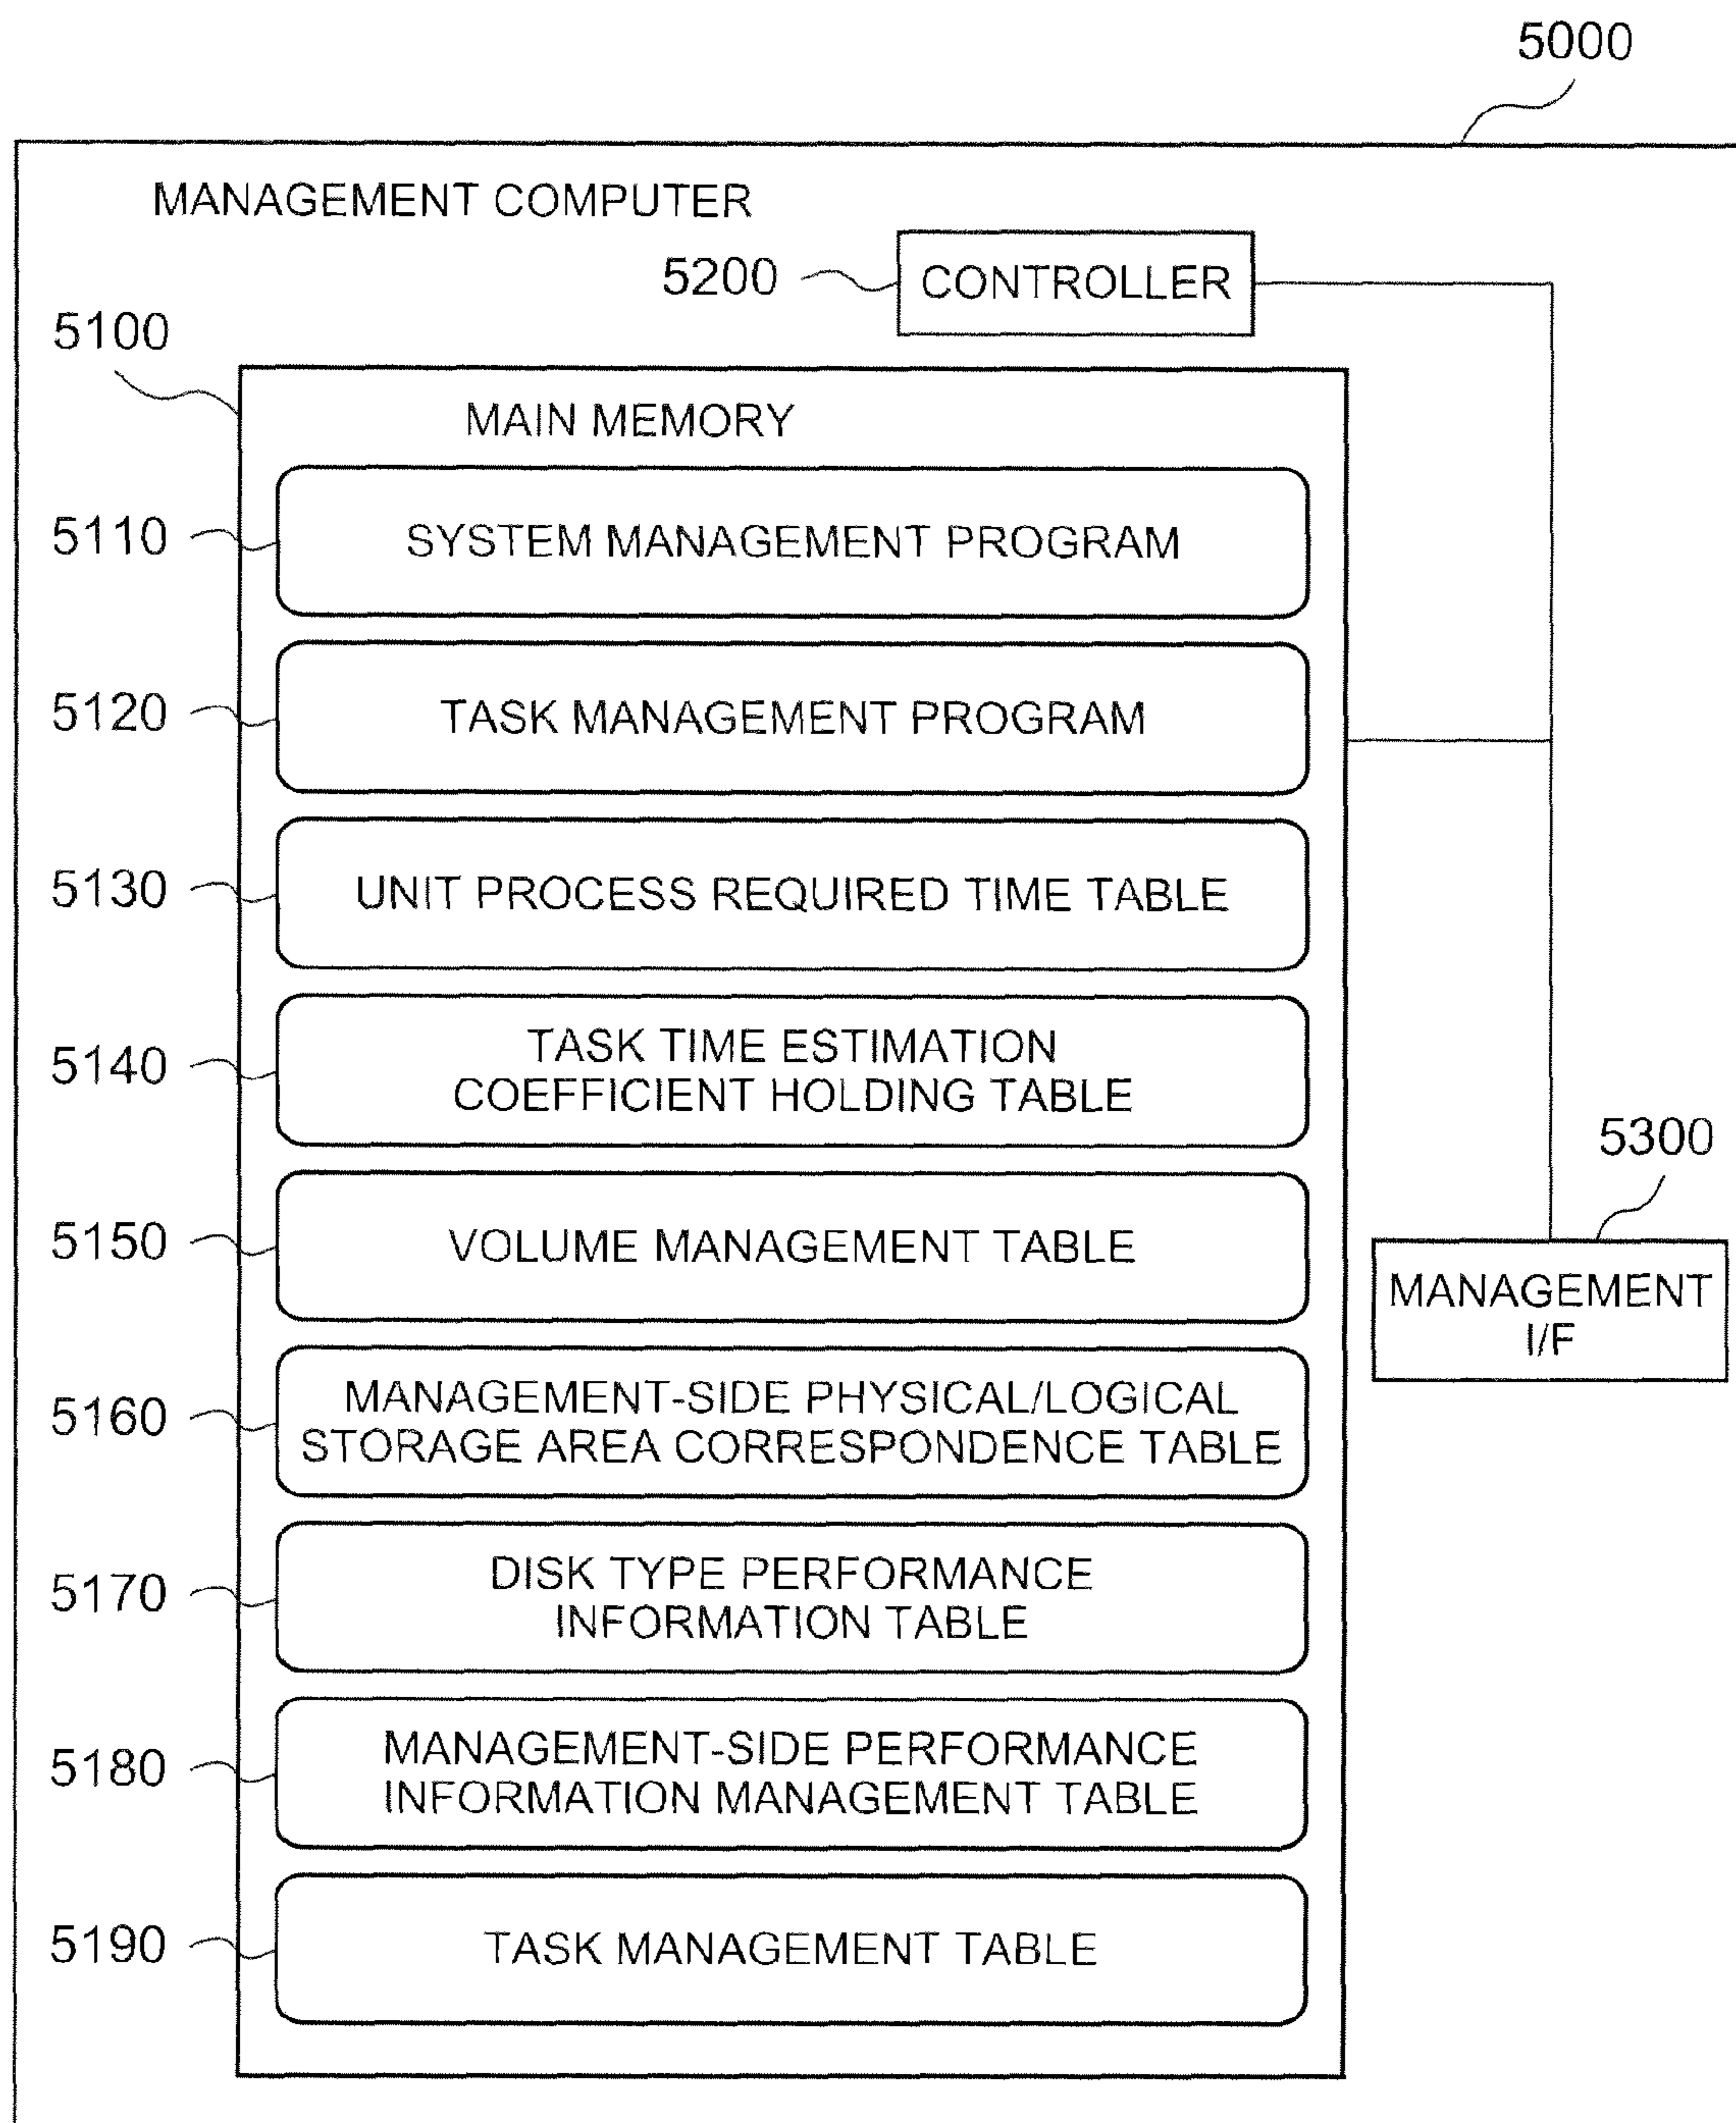 5000
MANAGEMENT COMPUTER
5200
CONTROLLER
5100
MAIN MEMORY
5110
SYSTEM MANAGEMENT PROGRAM
5120
TASK MANAGEMENT PROGRAM
5130
UNIT PROCESS REQUIRED TIME TABLE
5140
TASK TIME ESTIMATION
COEFFICIENT HOLDING TABLE
5150
VOLUME MANAGEMENT TABLE
5300
MANAGEMENT
I/F
5160
MANAGEMENT-SIDE PHYSICAL/LOGICAL
STORAGE AREA CORRESPONDENCE TABLE
5170
DISK TYPE PERFORMANCE
INFORMATION TABLE
5180
MANAGEMENT-SIDE PERFORMANCE
INFORMATION MANAGEMENT TABLE
5190
TASK MANAGEMENT TABLE